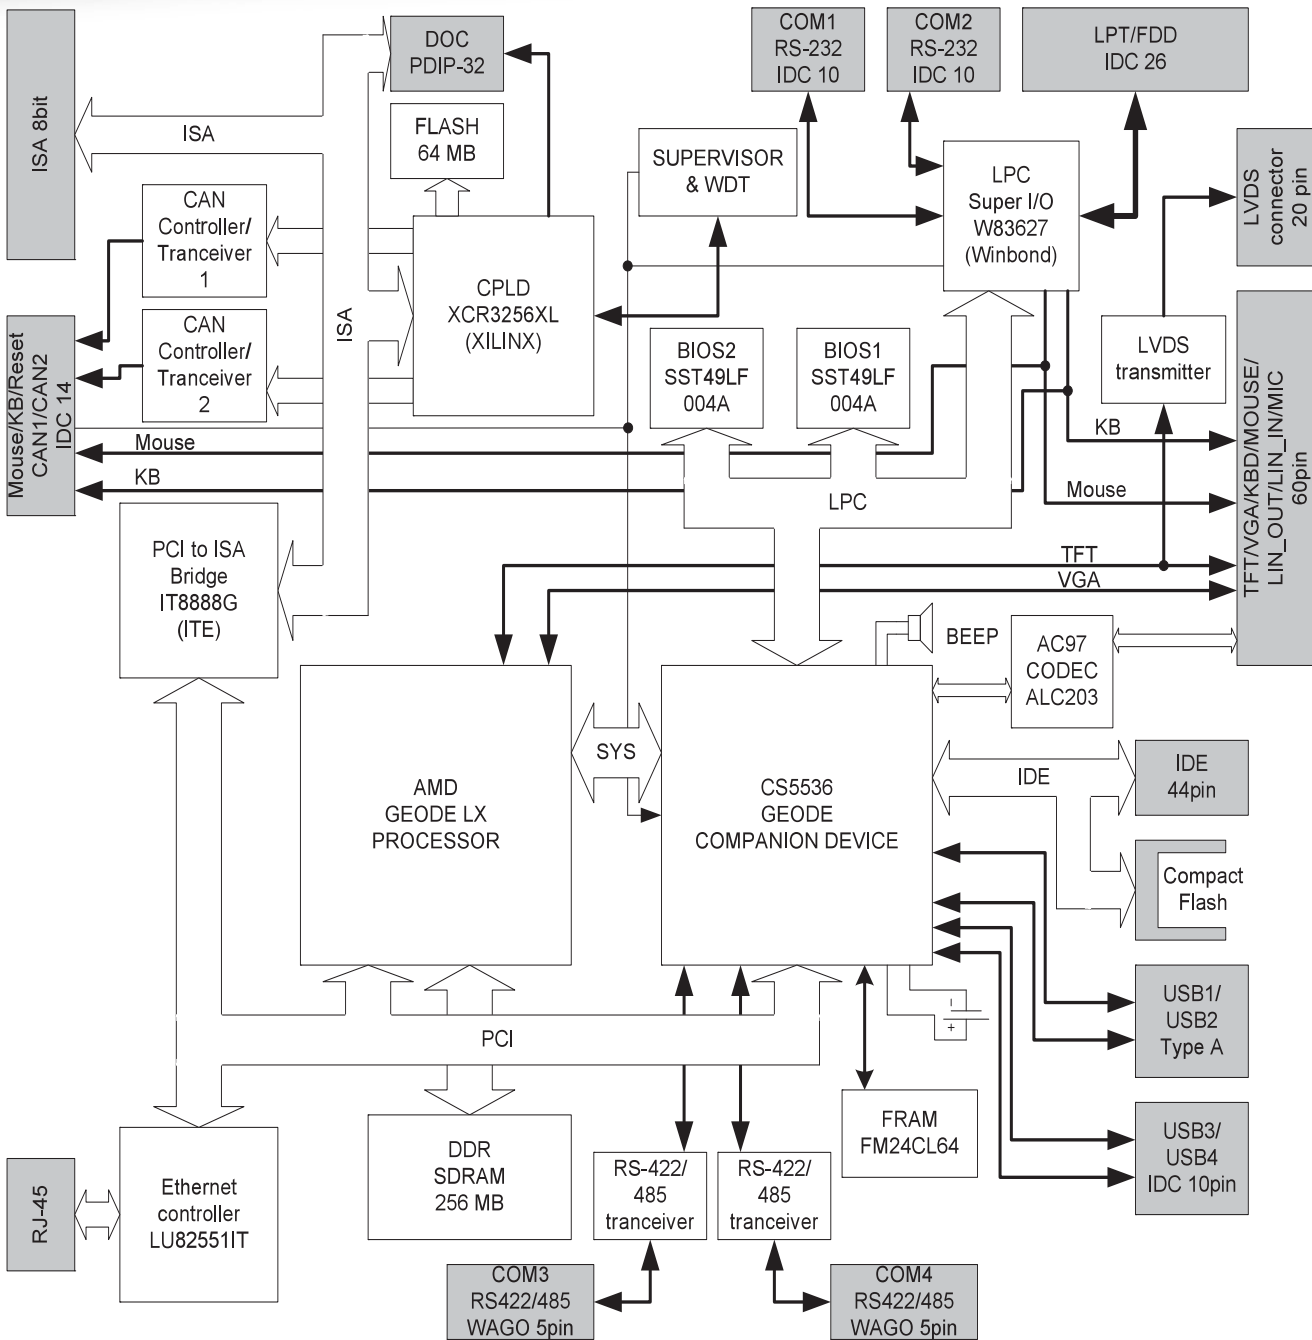 ISA 8bit
DOC
PDIP-32
COM1
RS-232
IDC 10
COM2
RS-232
IDC 10
LPT/FDD
IDC 26
ISA
FLASH
64 MB
SUPERVISOR
& WDT
LPC
Super I/O
W83627
(Winbond)
LVDS
connector
20 pin
CAN
Controller/
Tranceiver
1
CPLD
XCR3256XL
(XILINX)
ISA
CAN
Controller/
Tranceiver
2
Mouse/KB/Reset
CAN1/CAN2
IDC 14
BIOS2
SST49LF
004A
BIOS1
SST49LF
004A
LVDS
transmitter
TFT/VGA/KBD/MOUSE/
LIN_OUT/LIN_IN/MIC
60pin
Mouse
KB
KB
Mouse
LPC
TFT
VGA
PCI to ISA
Bridge
IT8888G
(ITE)
BEEP
AC97
CODEC
ALC203
SYS
AMD
GEODE LX
PROCESSOR
CS5536
GEODE
COMPANION DEVICE
IDE
IDE
44pin
Compact
Flash
PCI
-
+
USB1/
USB2
Type A
FRAM
FM24CL64
USB3/
USB4
IDC 10pin
DDR
SDRAM
256 MB
RS-422/
485
tranceiver
RS-422/
485
tranceiver
RJ-45
Ethernet
controller
LU82551IT
COM3
RS422/485
WAGO 5pin
COM4
RS422/485
WAGO 5pin